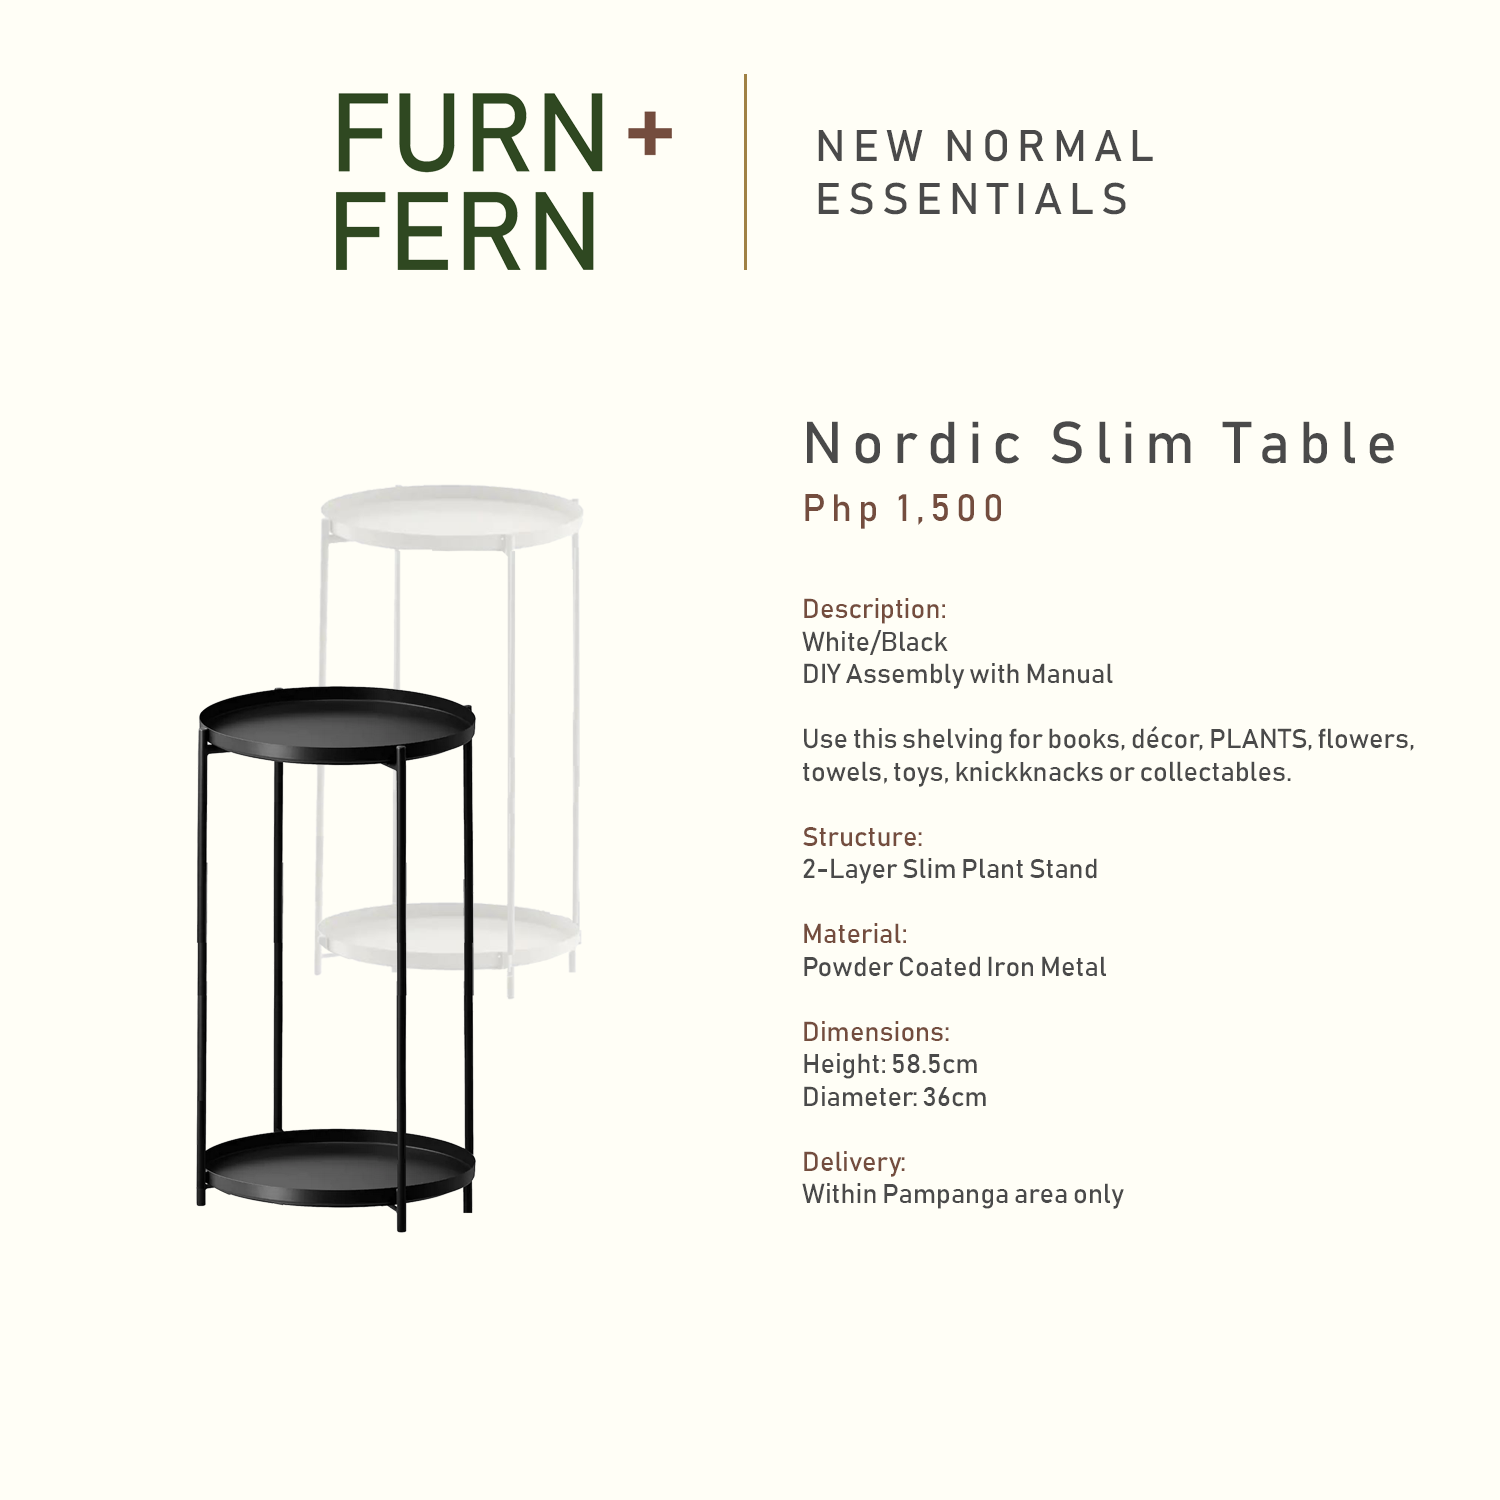 FURN+
FERN
NEW NORMAL
ESSENTIALS
Nordic Slim Table
Php 1,500
Description:
White/Black
DIY Assembly with Manual
Use this shelving for books, décor, PLANTS, flowers,
towels, toys, knickknacks or collectables.
Structure:
2-Layer Slim Plant Stand
Material:
Powder Coated Iron Metal
Dimensions:
Height: 58.5cm
Diameter: 36cm
Delivery:
Within Pampanga area only